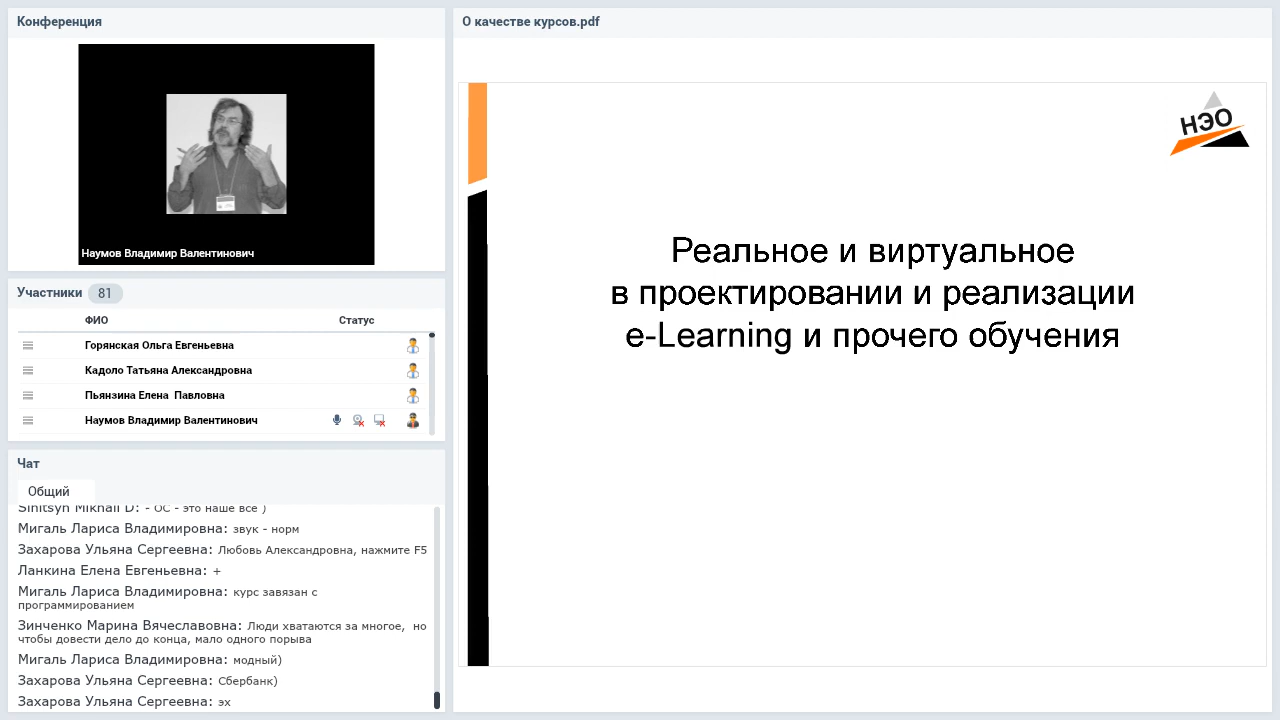 Конференция
Наумов Владимир Валентинович
Участники 81
ФИО Статус
Горянская Ольга Евгеньевна
Кадоло Татьяна Александровна
Пьянзина Елена Павловна
Наумов Владимир Валентинович
Чат
Общий
Sinitsyn Mikhail D: - ОС - это наше все )
Мигаль Лариса Владимировна: звук - норм
Захарова Ульяна Сергеевна: Любовь Александровна, нажмите F5
Ланкина Елена Евгеньевна: +
Мигаль Лариса Владимировна: курс завязан с
программированием
Зинченко Марина Вячеславовна: Люди хватаются за многое, но
чтобы довести дело до конца, мало одного порыва
Мигаль Лариса Владимировна: модный)
Захарова Ульяна Сергеевна: Сбербанк)
Захарова Ульяна Сергеевна: эх
О качестве курсов.pdf
НЭО
Реальное и виртуальное
в проектировании и реализации
e-Learning и прочего обучения